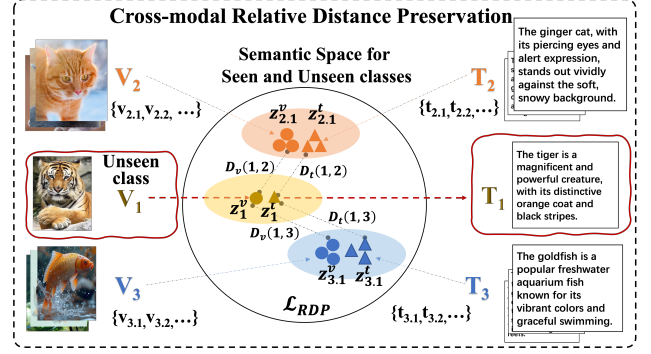 Cross-modal Relative Distance Preservation
Semantic Space for
Seen and Unseen classes
V₂
{v₂.₁,v₂.₂, ...}
T₂
{t₂.₁,t₂.₂, ...}
The ginger cat, with
its piercing eyes and
alert expression,
stands out vividly
against the soft,
snowy background.
z₂.₁ᵛ z₂.₁ᵗ
Dᵥ(1,2)
Dₜ(1,2)
Unseen
class
V₁
z₁ᵛ z₁ᵗ
T₁
The tiger is a
magnificent and
powerful creature,
with its distinctive
orange coat and
black stripes.
Dᵥ(1,3)
Dₜ(1,3)
V₃
{v₃.₁,v₃.₂, ...}
z₃.₁ᵛ
z₃.₁ᵗ
ℒRDP
T₃
{t₃.₁,t₃.₂,...}
The goldfish is a
popular freshwater
aquarium fish
known for its
vibrant colors and
graceful swimming.